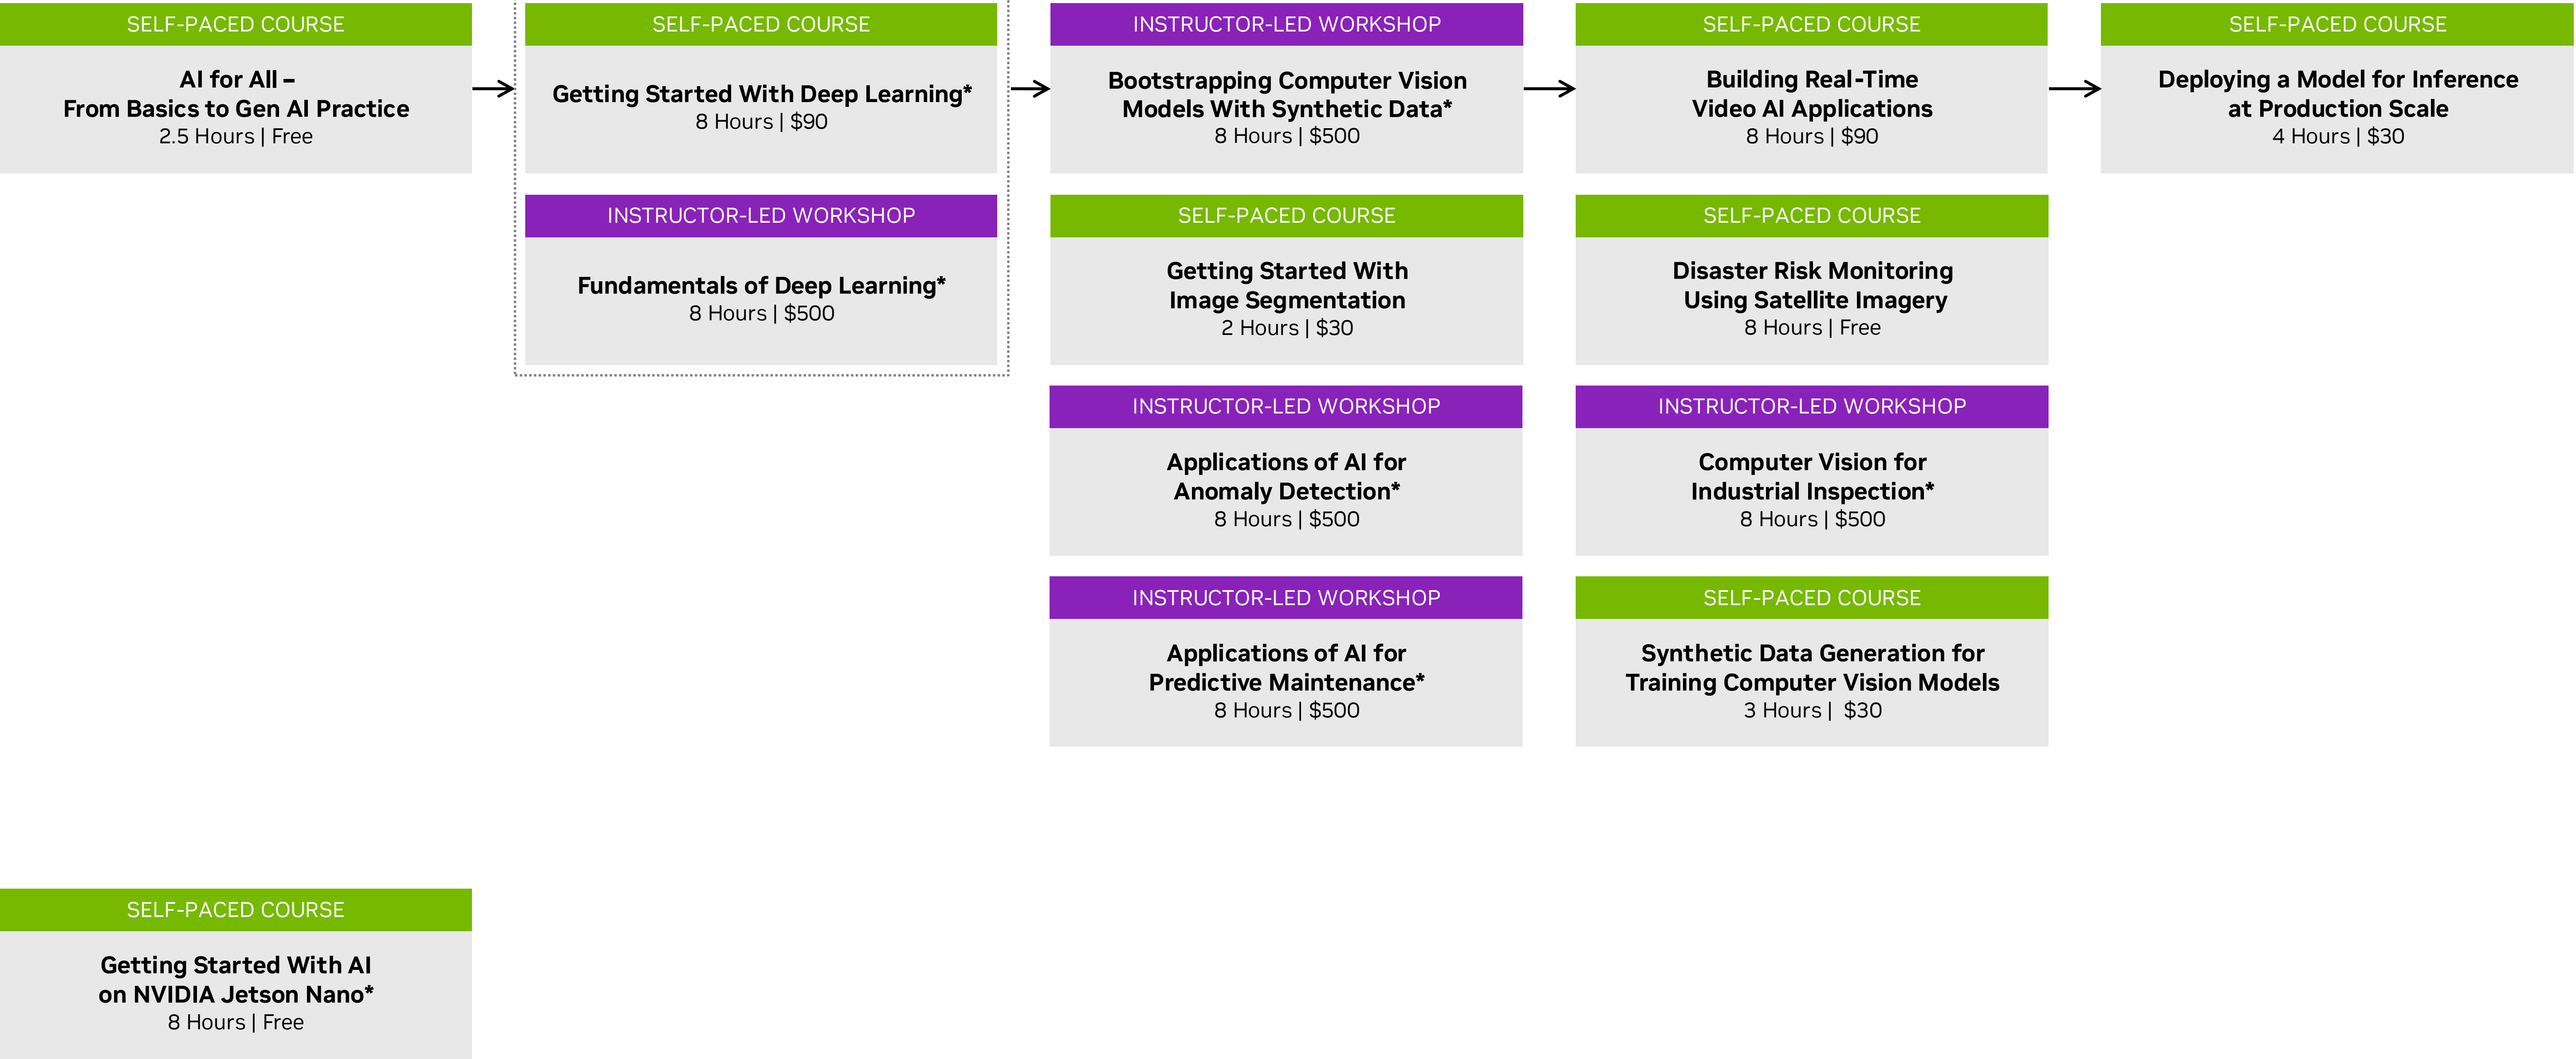 SELF-PACED COURSE
AI for All –
From Basics to Gen AI Practice
2.5 Hours | Free
SELF-PACED COURSE
Getting Started With Deep Learning*
8 Hours | $90
INSTRUCTOR-LED WORKSHOP
Fundamentals of Deep Learning*
8 Hours | $500
INSTRUCTOR-LED WORKSHOP
Bootstrapping Computer Vision
Models With Synthetic Data*
8 Hours | $500
SELF-PACED COURSE
Getting Started With
Image Segmentation
2 Hours | $30
INSTRUCTOR-LED WORKSHOP
Applications of AI for
Anomaly Detection*
8 Hours | $500
INSTRUCTOR-LED WORKSHOP
Applications of AI for
Predictive Maintenance*
8 Hours | $500
SELF-PACED COURSE
Building Real-Time
Video AI Applications
8 Hours | $90
SELF-PACED COURSE
Disaster Risk Monitoring
Using Satellite Imagery
8 Hours | Free
INSTRUCTOR-LED WORKSHOP
Computer Vision for
Industrial Inspection*
8 Hours | $500
SELF-PACED COURSE
Synthetic Data Generation for
Training Computer Vision Models
3 Hours | $30
SELF-PACED COURSE
Deploying a Model for Inference
at Production Scale
4 Hours | $30
SELF-PACED COURSE
Getting Started With AI
on NVIDIA Jetson Nano*
8 Hours | Free